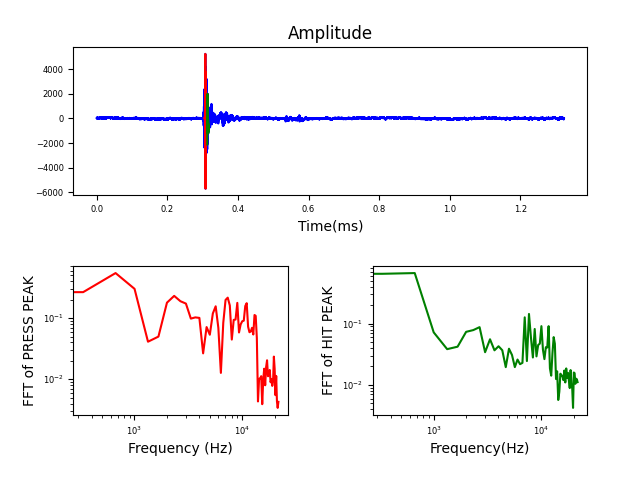 Amplitude
4000
2000
0
−2000
−4000
−6000
0.0 0.2 0.4 0.6 0.8 1.0 1.2
Time(ms)
FFT of PRESS PEAK
10⁻¹
10⁻²
10³ 10⁴
Frequency (Hz)
FFT of HIT PEAK
10⁻¹
10⁻²
10³ 10⁴
Frequency(Hz)